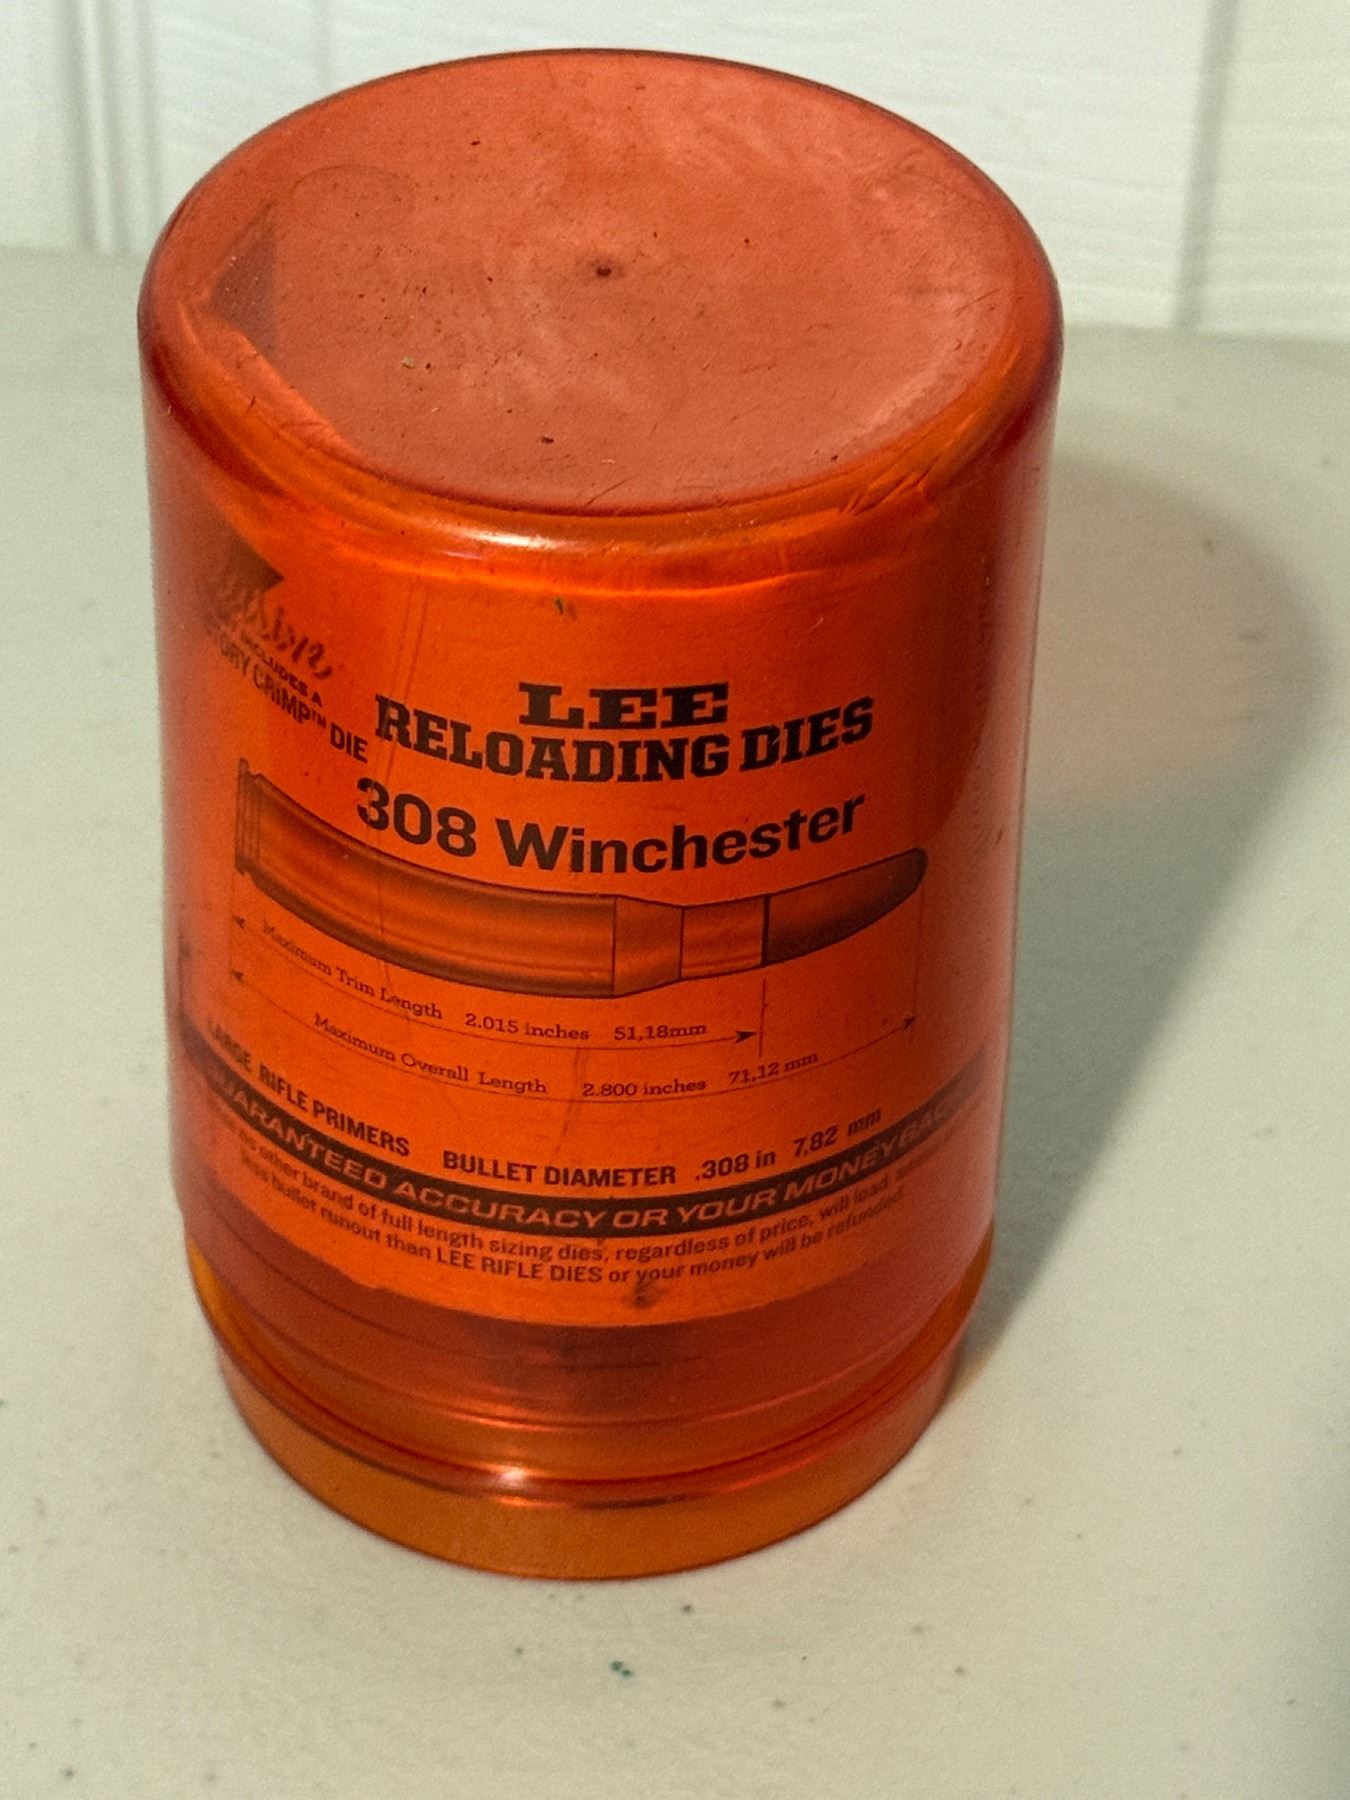 INCLUDES A
CRIMP™ DIE
LEE
RELOADING DIES
308 Winchester
Maximum Trim Length 2.015 inches 51,18mm
Maximum Overall Length 2.800 inches 71,12 mm
LARGE RIFLE PRIMERS BULLET DIAMETER .308 in 7,82 mm
GUARANTEED ACCURACY OR YOUR MONEY BACK
other brand of full length sizing dies, regardless of price, will load
less bullet runout than LEE RIFLE DIES or your money will be refunded.